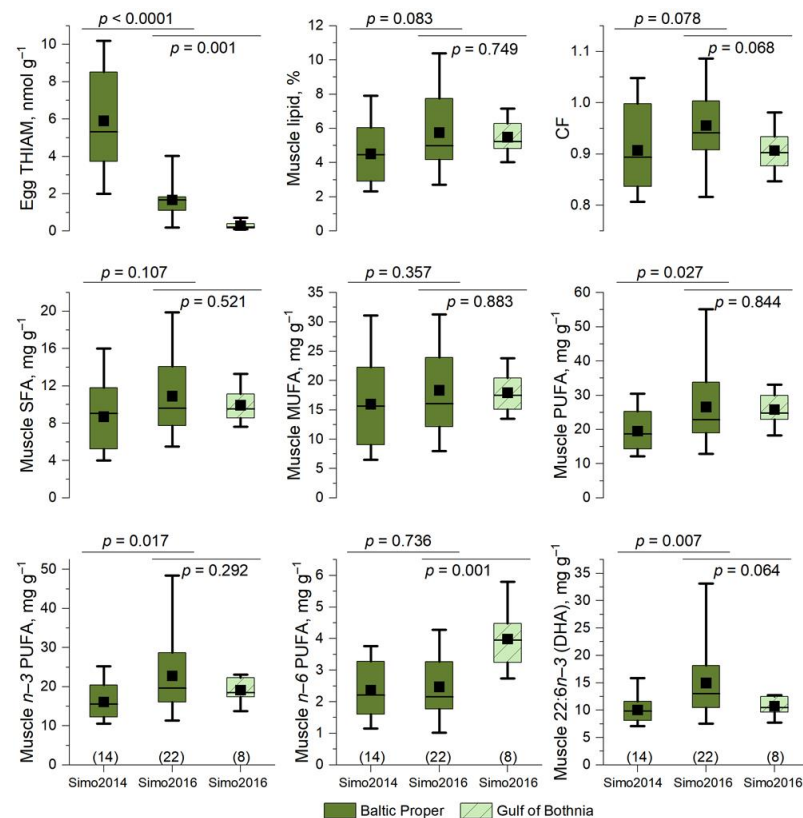 p < 0.0001
p = 0.001
Egg THIAM, nmol g⁻¹
10
8
6
4
2
0
p = 0.083
p = 0.749
Muscle lipid, %
12
10
8
6
4
2
0
p = 0.078
p = 0.068
CF
1.1
1.0
0.9
0.8
p = 0.107
p = 0.521
Muscle SFA, mg g⁻¹
20
16
12
8
4
0
p = 0.357
p = 0.883
Muscle MUFA, mg g⁻¹
35
30
25
20
15
10
5
0
p = 0.027
p = 0.844
Muscle PUFA, mg g⁻¹
60
50
40
30
20
10
0
p = 0.017
p = 0.292
Muscle n–3 PUFA, mg g⁻¹
50
40
30
20
10
0
(14) (22) (8)
Simo2014 Simo2016 Simo2016
p = 0.736
p = 0.001
Muscle n–6 PUFA, mg g⁻¹
6
5
4
3
2
1
0
(14) (22) (8)
Simo2014 Simo2016 Simo2016
p = 0.007
p = 0.064
Muscle 22:6n–3 (DHA), mg g⁻¹
35
30
25
20
15
10
5
0
(14) (22) (8)
Simo2014 Simo2016 Simo2016
Baltic Proper Gulf of Bothnia